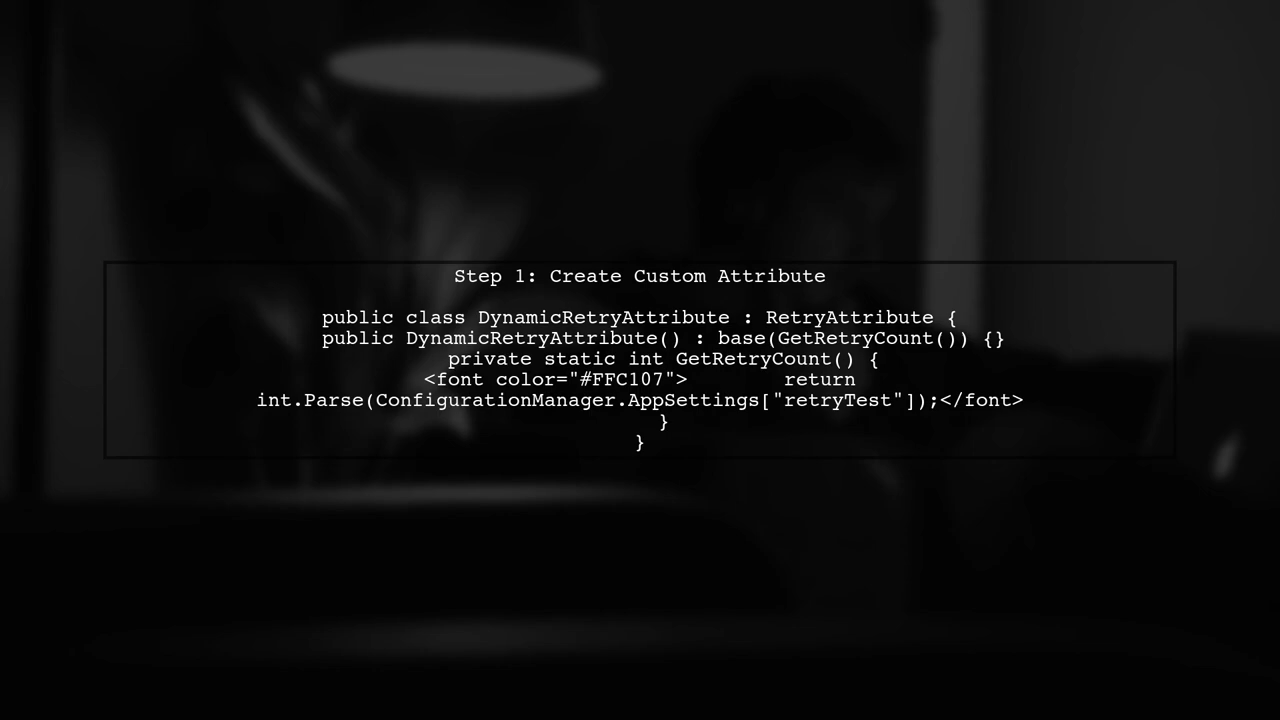 Step 1: Create Custom Attribute
public class DynamicRetryAttribute : RetryAttribute {
public DynamicRetryAttribute() : base(GetRetryCount()) {}
private static int GetRetryCount() {
<font color="#FFC107">        return
int.Parse(ConfigurationManager.AppSettings["retryTest"]);</font>
}
}